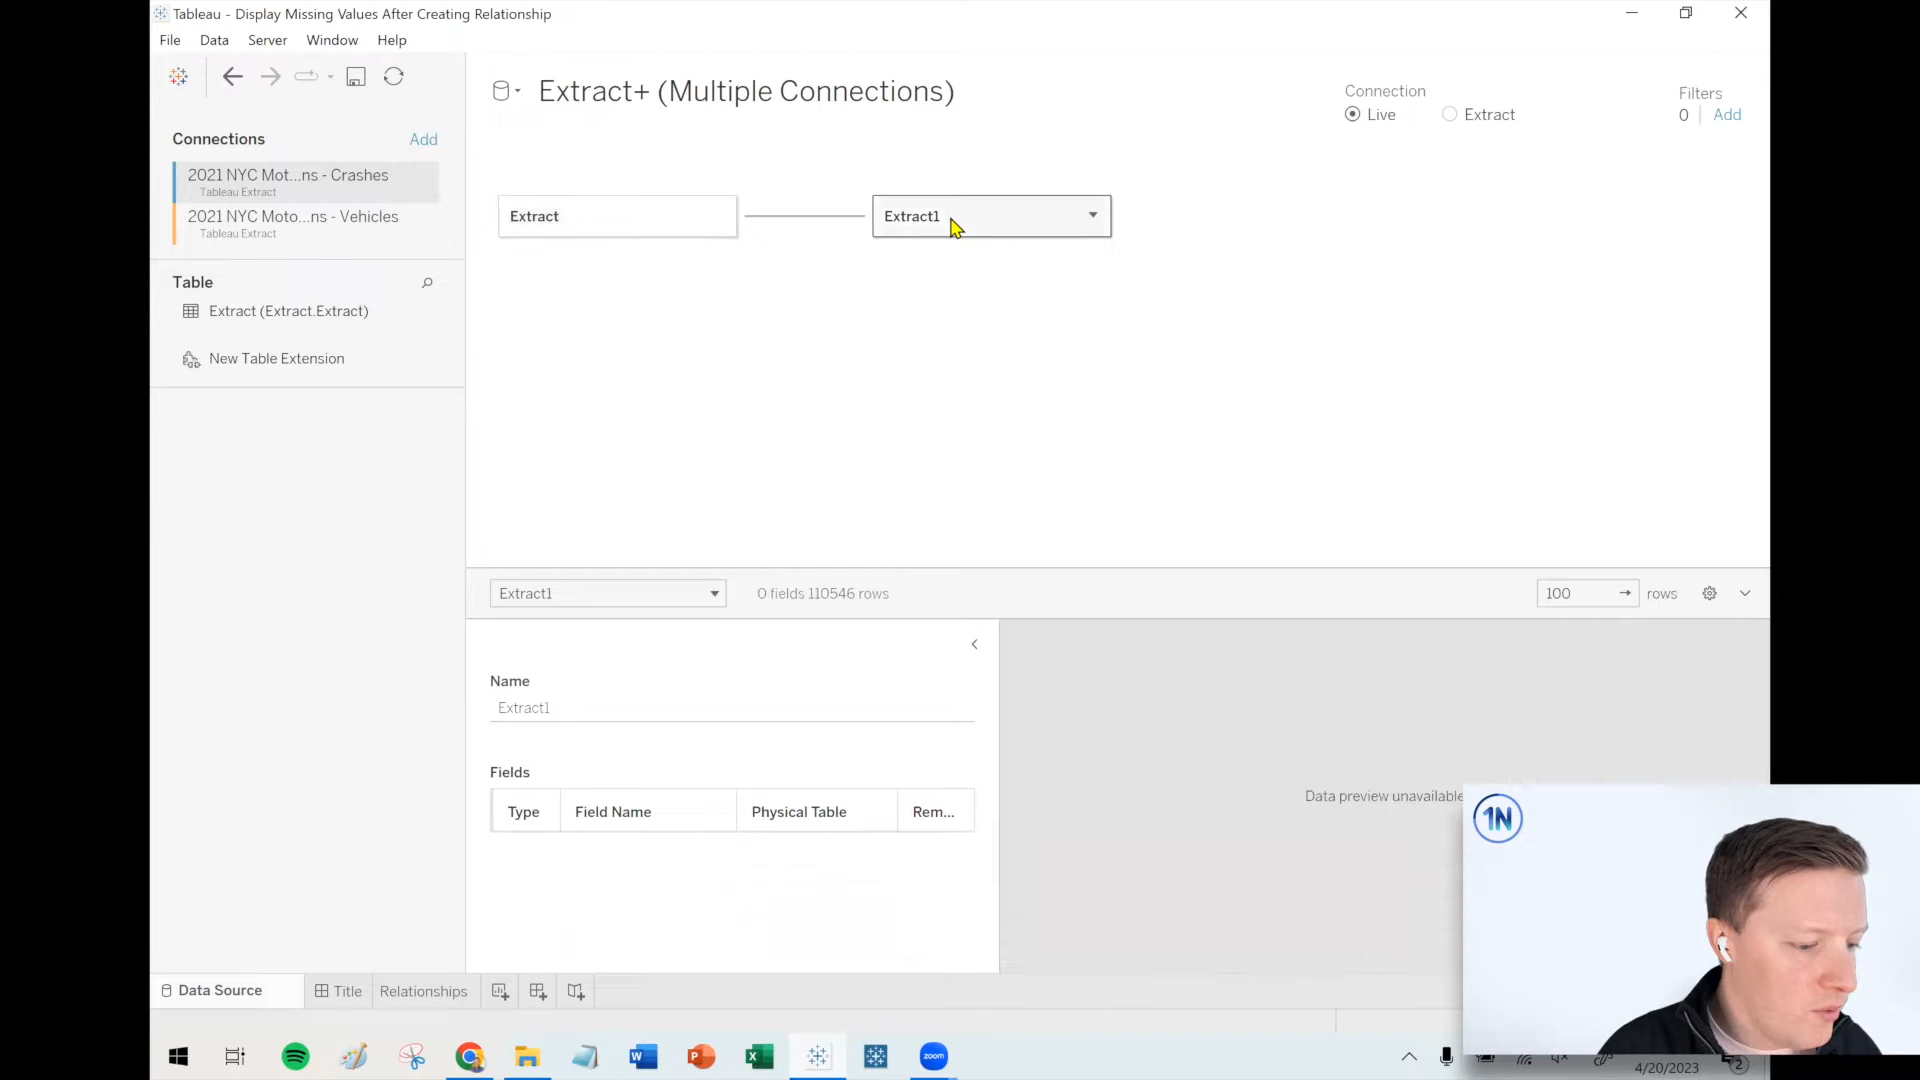 Tableau - Display Missing Values After Creating Relationship
File Data Server Window Help
Connections Add
2021 NYC Mot...ns - Crashes
Tableau Extract
2021 NYC Moto...ns - Vehicles
Tableau Extract
Table
Extract (Extract.Extract)
New Table Extension
Extract+ (Multiple Connections)
Connection
Live Extract
Filters
0 Add
Extract
Extract1
Extract1
0 fields 110546 rows
100 rows
Name
Extract1
Fields
Type Field Name Physical Table Rem...
Data preview unavailable
1N
Data Source Title Relationships
W P X zoom
4/20/2023
2